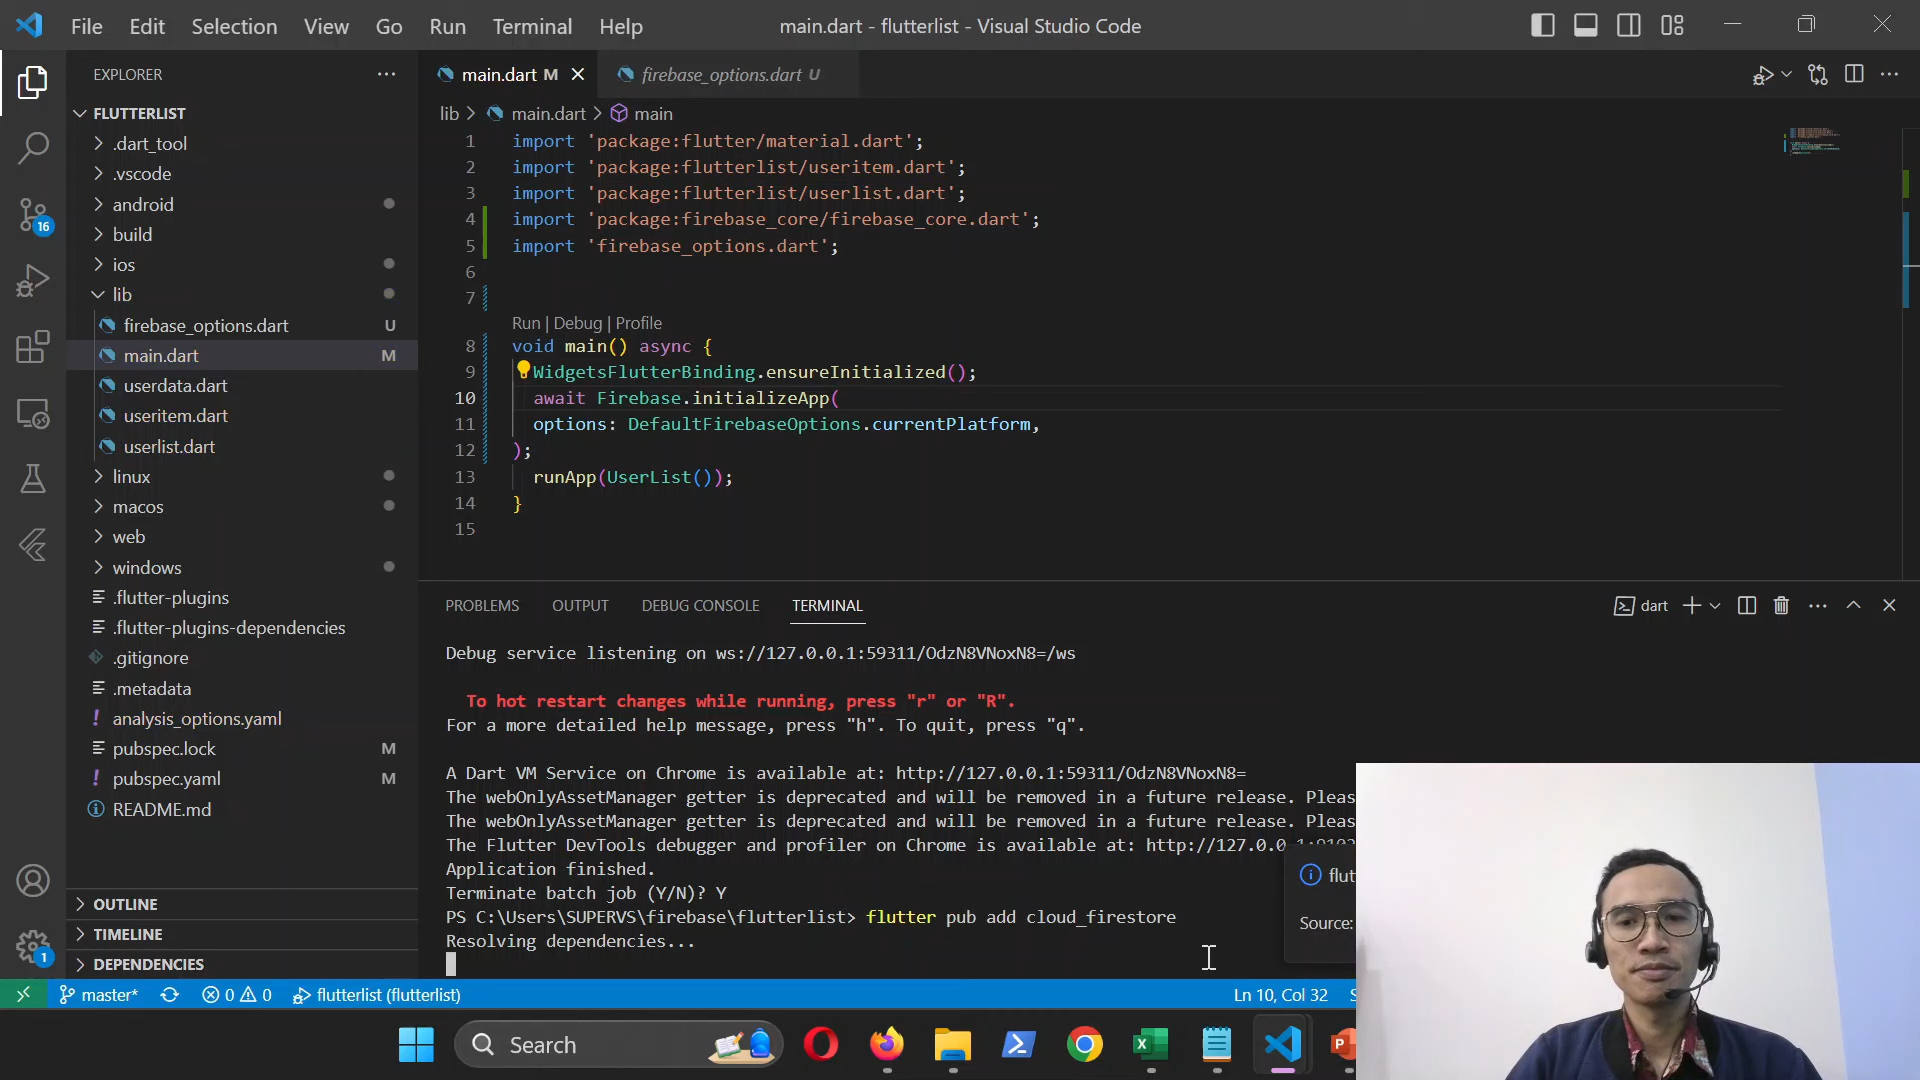 File Edit Selection View Go Run Terminal Help
main.dart - flutterlist - Visual Studio Code
EXPLORER
FLUTTERLIST
.dart_tool
.vscode
android
build
ios
lib
firebase_options.dart U
main.dart M
userdata.dart
useritem.dart
userlist.dart
linux
macos
web
windows
.flutter-plugins
.flutter-plugins-dependencies
.gitignore
.metadata
analysis_options.yaml
pubspec.lock M
pubspec.yaml M
README.md
OUTLINE
TIMELINE
DEPENDENCIES
16
1
main.dart M
firebase_options.dart U
lib > main.dart > main
1 import 'package:flutter/material.dart';
2 import 'package:flutterlist/useritem.dart';
3 import 'package:flutterlist/userlist.dart';
4 import 'package:firebase_core/firebase_core.dart';
5 import 'firebase_options.dart';
6
7
Run | Debug | Profile
8 void main() async {
9 WidgetsFlutterBinding.ensureInitialized();
10 await Firebase.initializeApp(
11 options: DefaultFirebaseOptions.currentPlatform,
12 );
13 runApp(UserList());
14 }
15
PROBLEMS OUTPUT DEBUG CONSOLE TERMINAL
dart
Debug service listening on ws://127.0.0.1:59311/OdzN8VNoxN8=/ws
To hot restart changes while running, press "r" or "R".
For a more detailed help message, press "h". To quit, press "q".
A Dart VM Service on Chrome is available at: http://127.0.0.1:59311/OdzN8VNoxN8=
The webOnlyAssetManager getter is deprecated and will be removed in a future release. Pleas
The webOnlyAssetManager getter is deprecated and will be removed in a future release. Pleas
The Flutter DevTools debugger and profiler on Chrome is available at: http://127.0.0
Application finished.
Terminate batch job (Y/N)? Y
PS C:\Users\SUPERVS\firebase\flutterlist> flutter pub add cloud_firestore
Resolving dependencies...
flut
Source:
master* 0 0 flutterlist (flutterlist)
Ln 10, Col 32
Search